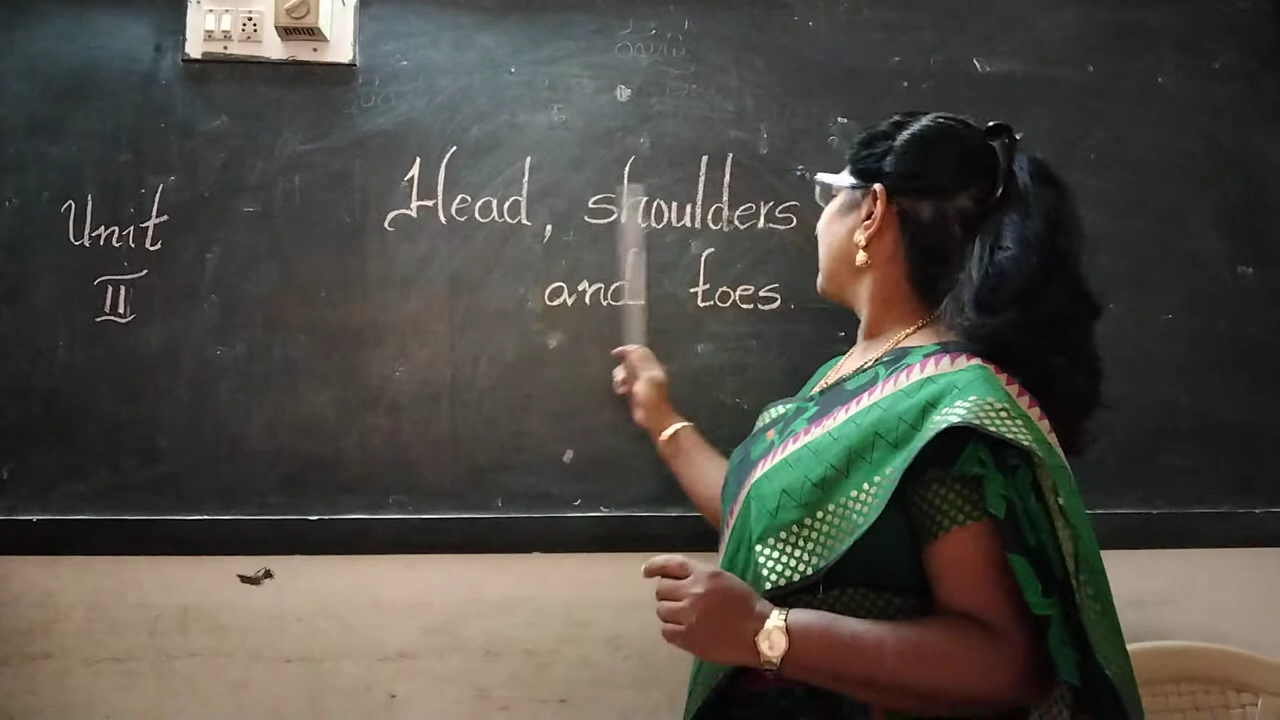 Unit
II
Head, shoulders
and toes.